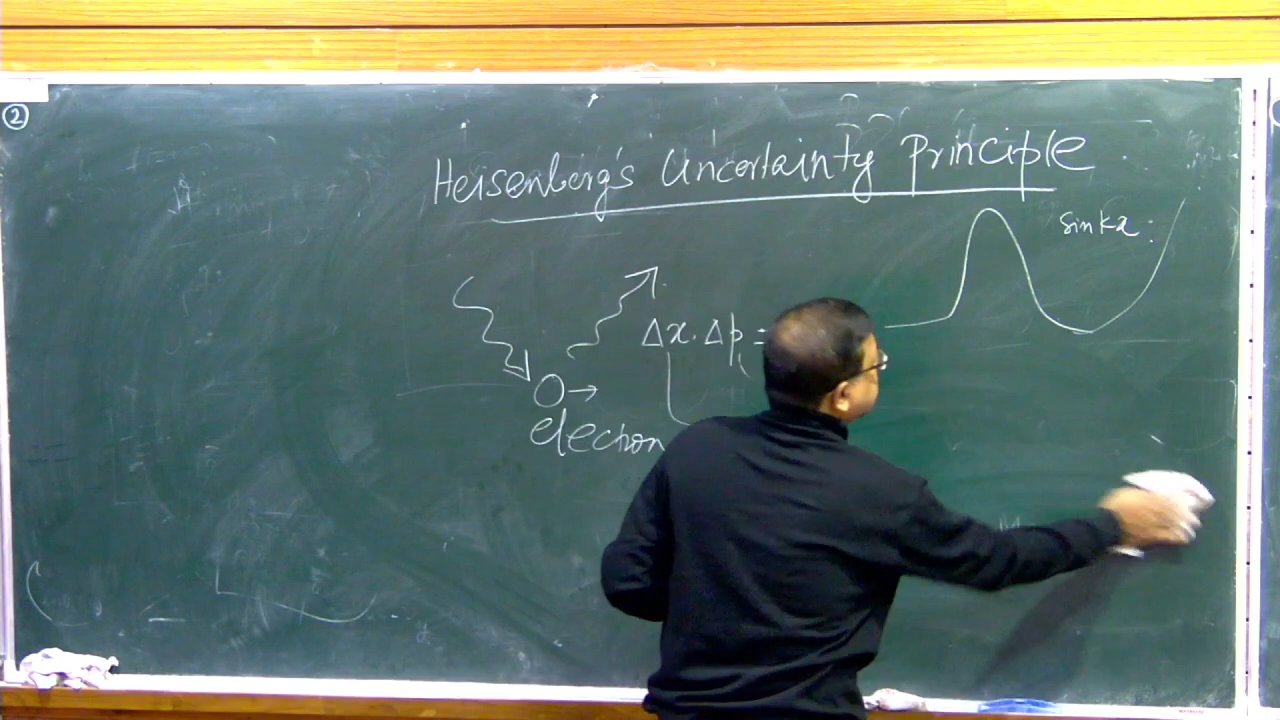 ②
Heisenberg's Uncertainty Principle
sin kx:
Δx. Δp =
electron